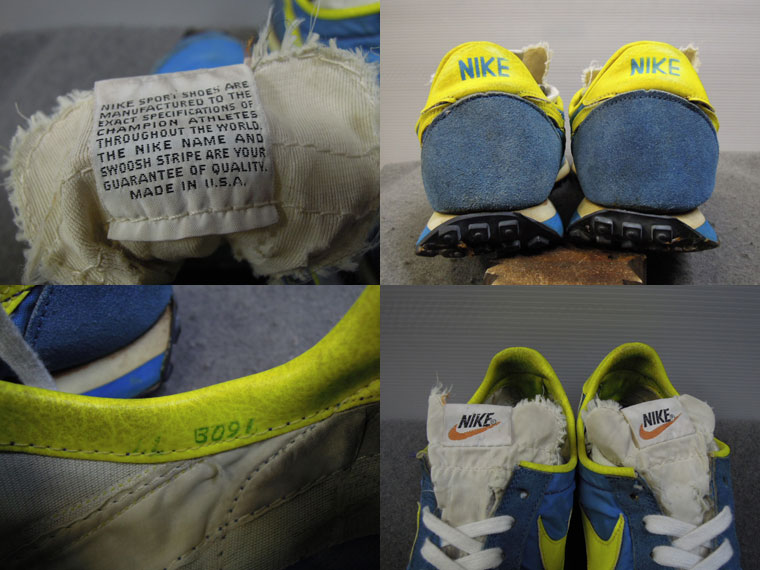 NIKE SPORT SHOES ARE
MANUFACTURED TO THE
EXACT SPECIFICATIONS OF
CHAMPION ATHLETES
THROUGHOUT THE WORLD.
THE NIKE NAME AND
SWOOSH STRIPE ARE YOUR
GUARANTEE OF QUALITY.
MADE IN U.S.A.
NIKE
NIKE
NIKE
NIKE